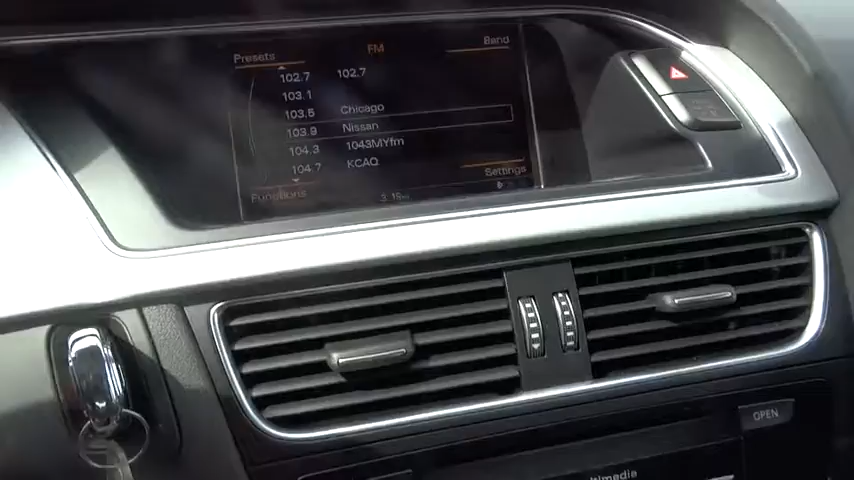 FM
Presets
Band
102.7 102.7
103.1
103.5 Chicago
103.9 Nissan
104.3 1043MYfm
104.7 KCAQ
Settings
Functions
OPEN